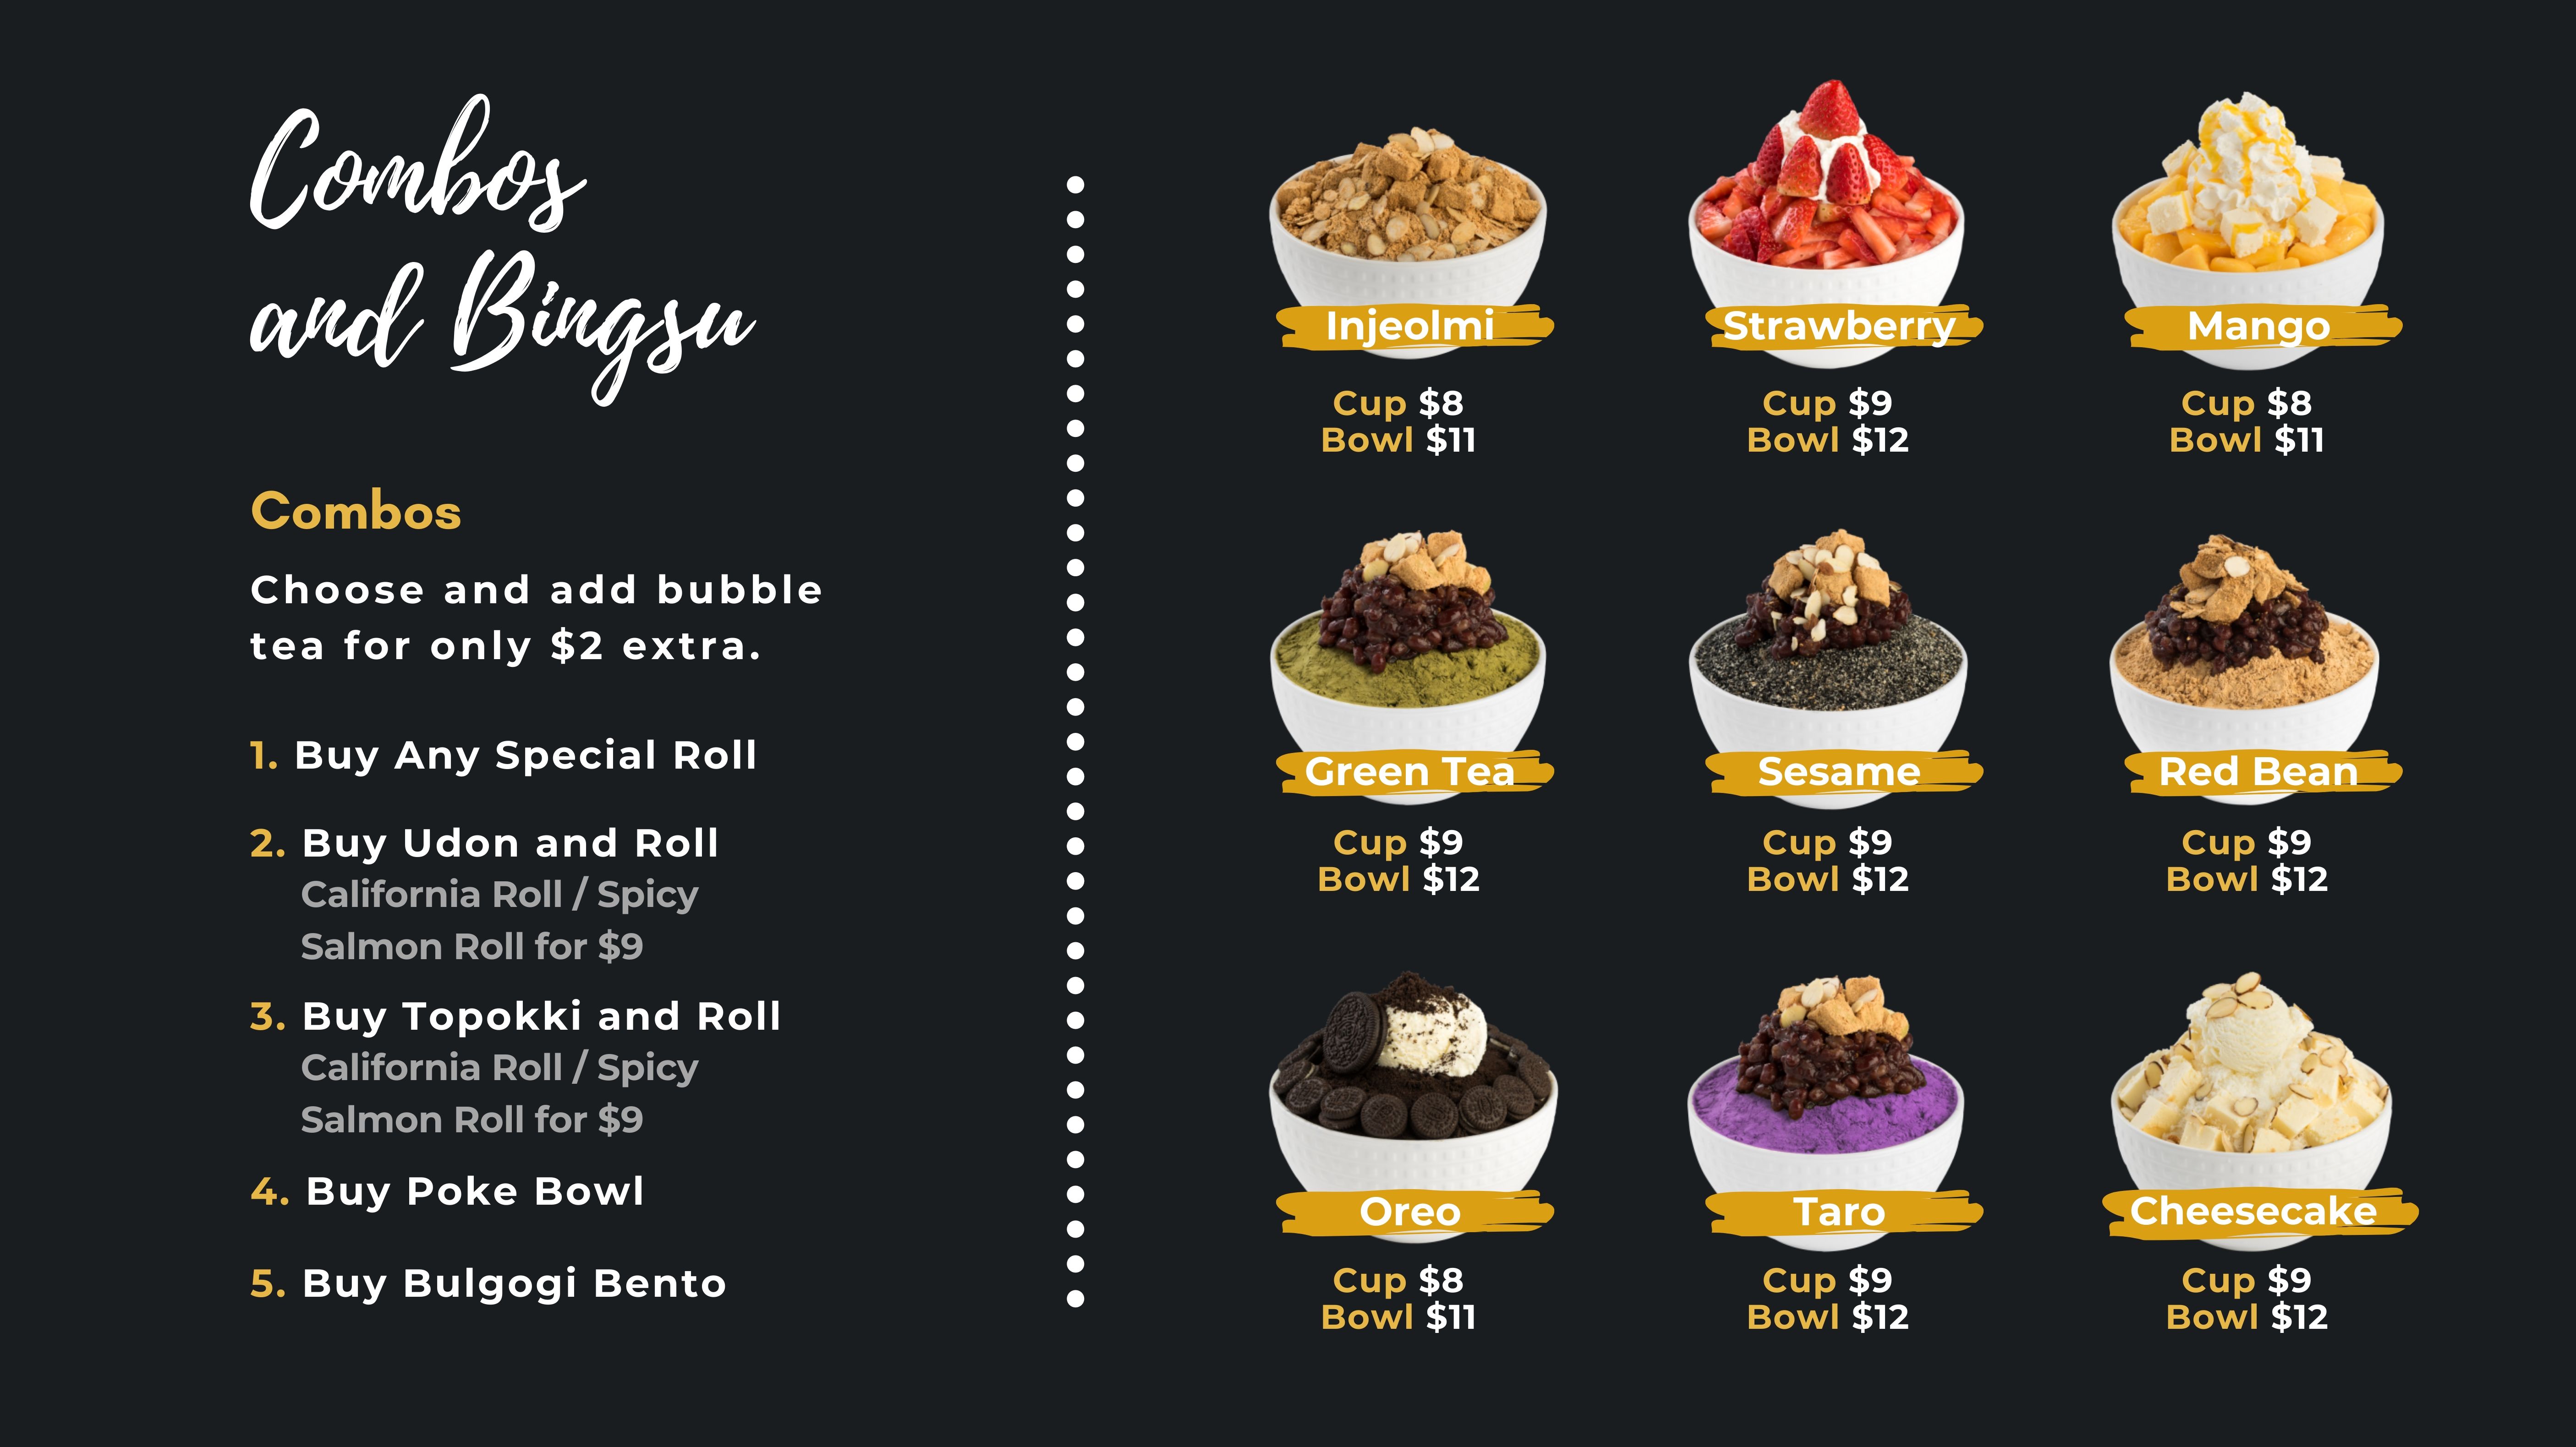 Combos
and Bingsu
Combos
Choose and add bubble
tea for only $2 extra.
1. Buy Any Special Roll
2. Buy Udon and Roll
California Roll / Spicy
Salmon Roll for $9
3. Buy Topokki and Roll
California Roll / Spicy
Salmon Roll for $9
4. Buy Poke Bowl
5. Buy Bulgogi Bento
Injeolmi
Cup $8
Bowl $11
Strawberry
Cup $9
Bowl $12
Mango
Cup $8
Bowl $11
Green Tea
Cup $9
Bowl $12
Sesame
Cup $9
Bowl $12
Red Bean
Cup $9
Bowl $12
Oreo
Cup $8
Bowl $11
Taro
Cup $9
Bowl $12
Cheesecake
Cup $9
Bowl $12